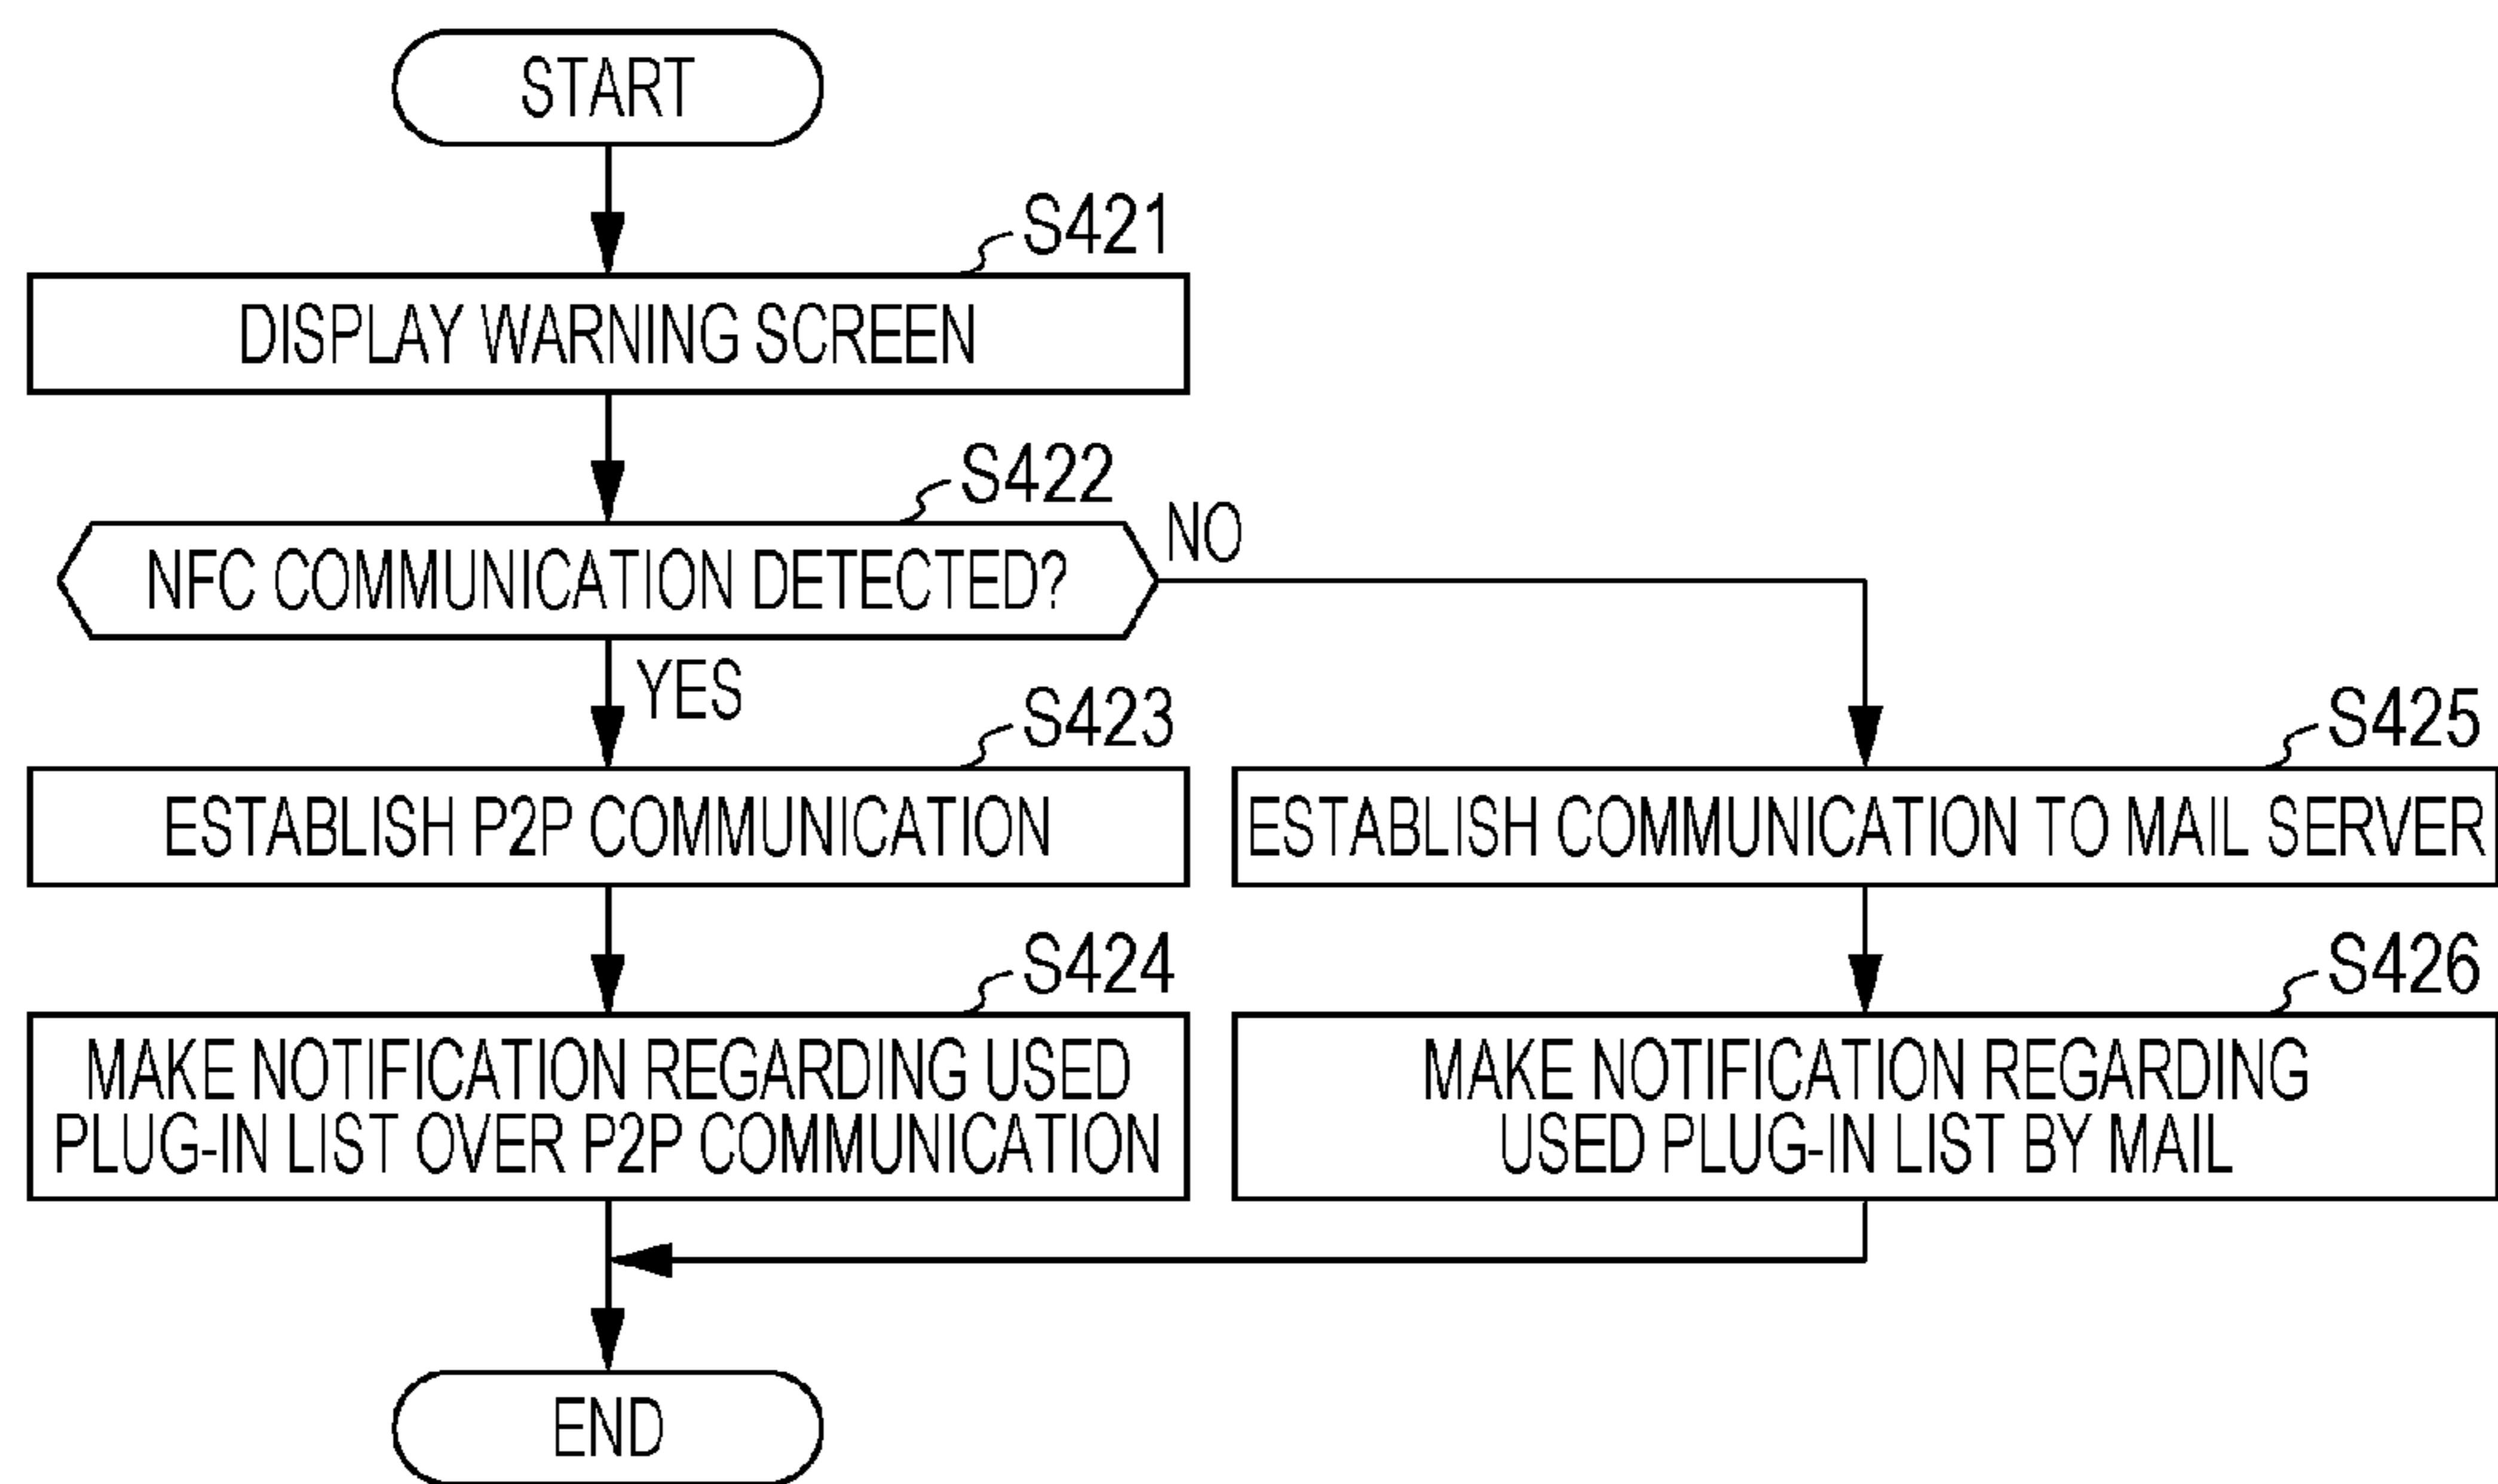 START
S421
DISPLAY WARNING SCREEN
S422
NFC COMMUNICATION DETECTED?
NO
YES
S423
ESTABLISH P2P COMMUNICATION
S425
ESTABLISH COMMUNICATION TO MAIL SERVER
S424
MAKE NOTIFICATION REGARDING USED
PLUG-IN LIST OVER P2P COMMUNICATION
S426
MAKE NOTIFICATION REGARDING
USED PLUG-IN LIST BY MAIL
END